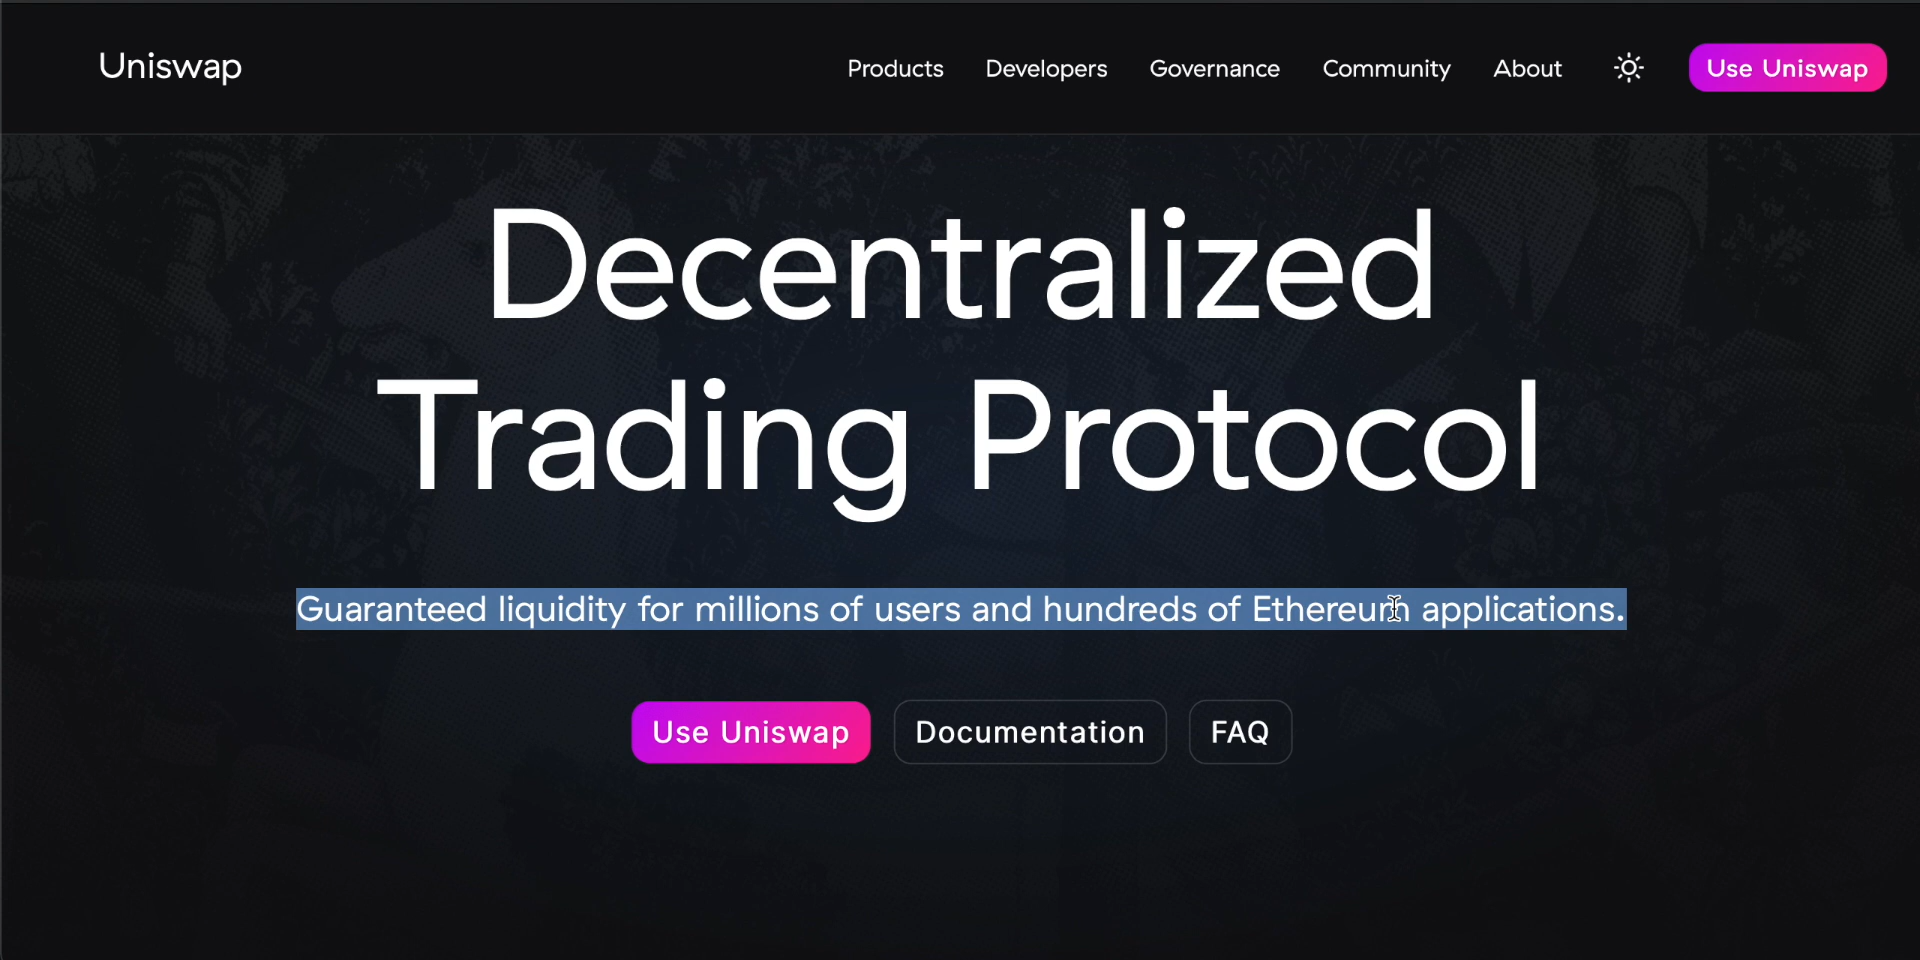 Uniswap
Products Developers Governance Community About Use Uniswap
Decentralized
Trading Protocol
Guaranteed liquidity for millions of users and hundreds of Ethereum applications.
Use Uniswap Documentation FAQ